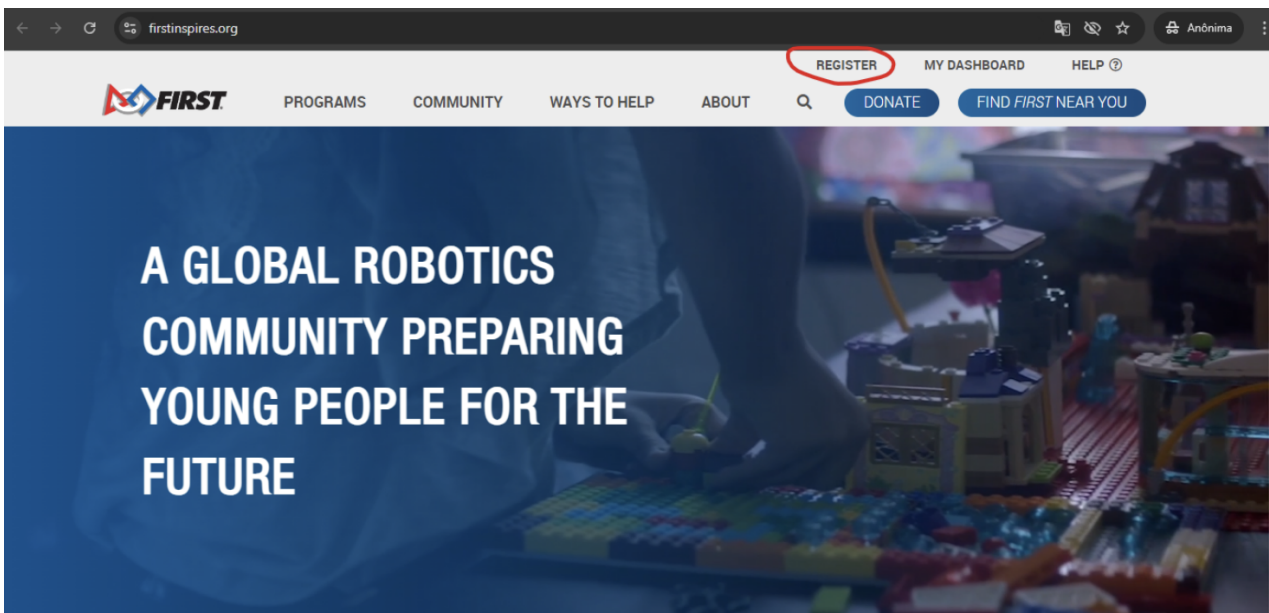 firstinspires.org
Anônima
REGISTER
MY DASHBOARD
HELP
FIRST
PROGRAMS
COMMUNITY
WAYS TO HELP
ABOUT
DONATE
FIND FIRST NEAR YOU
A GLOBAL ROBOTICS
COMMUNITY PREPARING
YOUNG PEOPLE FOR THE
FUTURE